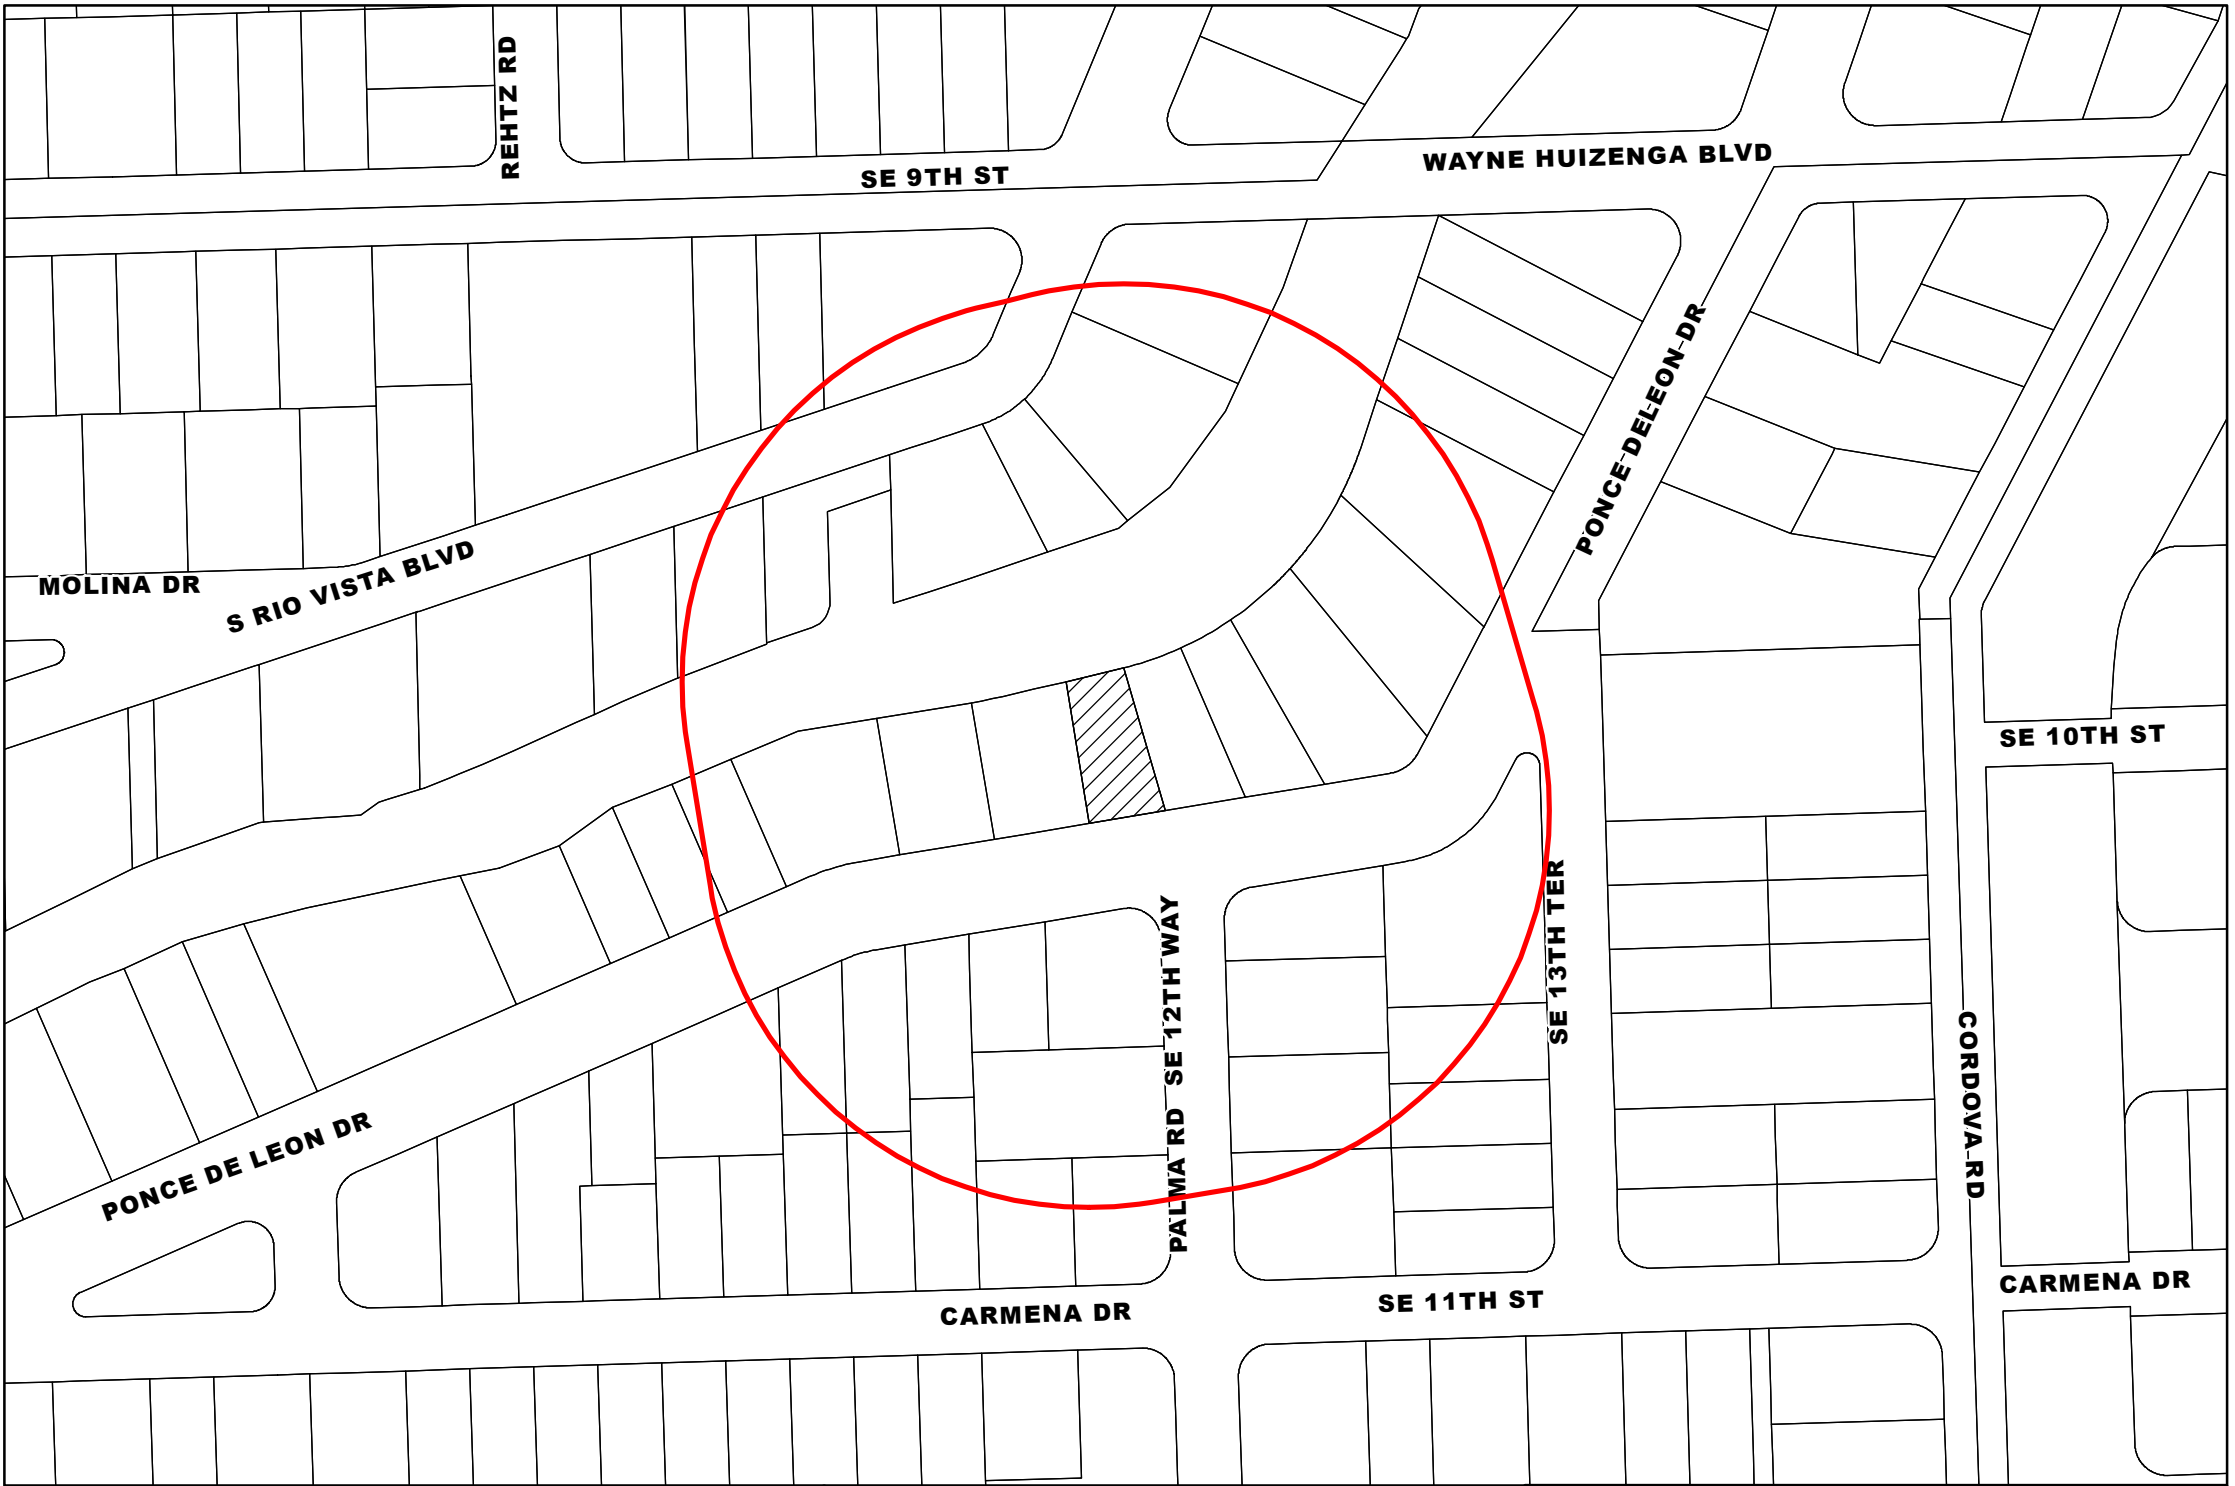 REHTZ RD
SE 9TH ST
WAYNE HUIZENGA BLVD
PONCE DELEON DR
MOLINA DR
S RIO VISTA BLVD
SE 10TH ST
SE 13TH TER
PALMA RD SE 12TH WAY
CORDOVA RD
PONCE DE LEON DR
CARMENA DR
SE 11TH ST
CARMENA DR